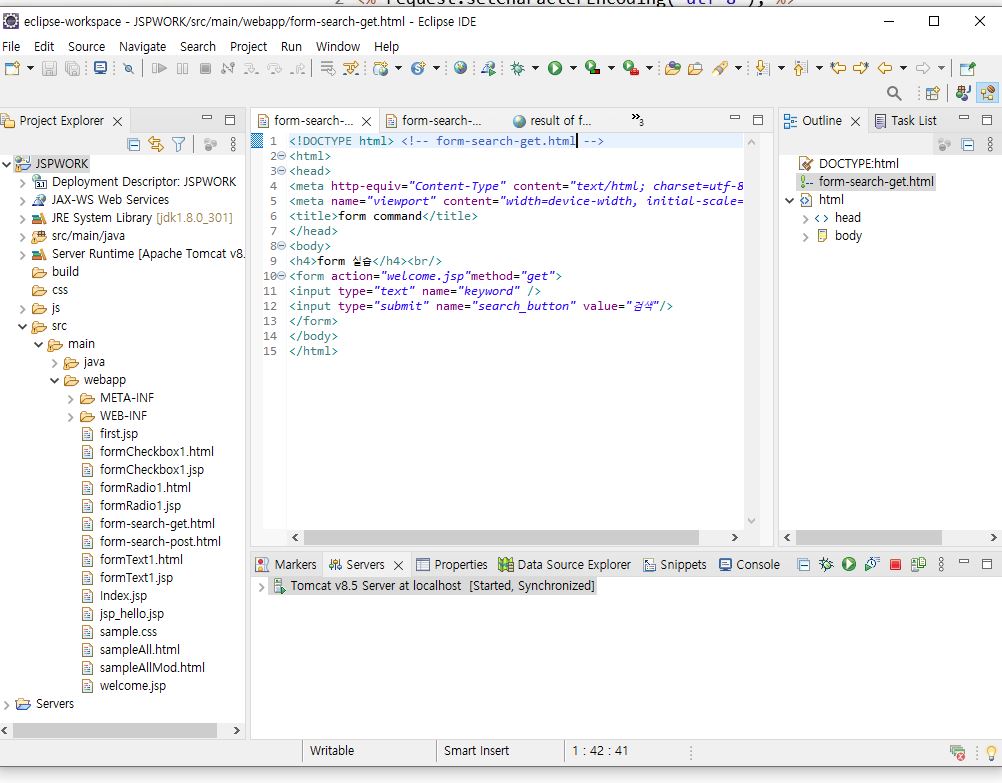 2 <% request.setCharacterEncoding("utf-8"); %>
eclipse-workspace - JSPWORK/src/main/webapp/form-search-get.html - Eclipse IDE
File Edit Source Navigate Search Project Run Window Help
Project Explorer
JSPWORK
Deployment Descriptor: JSPWORK
JAX-WS Web Services
JRE System Library [jdk1.8.0_301]
src/main/java
Server Runtime [Apache Tomcat v8.
build
css
js
src
main
java
webapp
META-INF
WEB-INF
first.jsp
formCheckbox1.html
formCheckbox1.jsp
formRadio1.html
formRadio1.jsp
form-search-get.html
form-search-post.html
formText1.html
formText1.jsp
Index.jsp
jsp_hello.jsp
sample.css
sampleAll.html
sampleAllMod.html
welcome.jsp
Servers
form-search-... form-search-... result of f... »3
1 <!DOCTYPE html> <!-- form-search-get.html -->
2 <html>
3 <head>
4 <meta http-equiv="Content-Type" content="text/html; charset=utf-8
5 <meta name="viewport" content="width=device-width, initial-scale=
6 <title>form command</title>
7 </head>
8 <body>
9 <h4>form 실습</h4><br/>
10 <form action="welcome.jsp"method="get">
11 <input type="text" name="keyword" />
12 <input type="submit" name="search_button" value="검색"/>
13 </form>
14 </body>
15 </html>
Outline Task List
DOCTYPE:html
form-search-get.html
html
head
body
Markers Servers Properties Data Source Explorer Snippets Console
Tomcat v8.5 Server at localhost [Started, Synchronized]
Writable Smart Insert 1 : 42 : 41